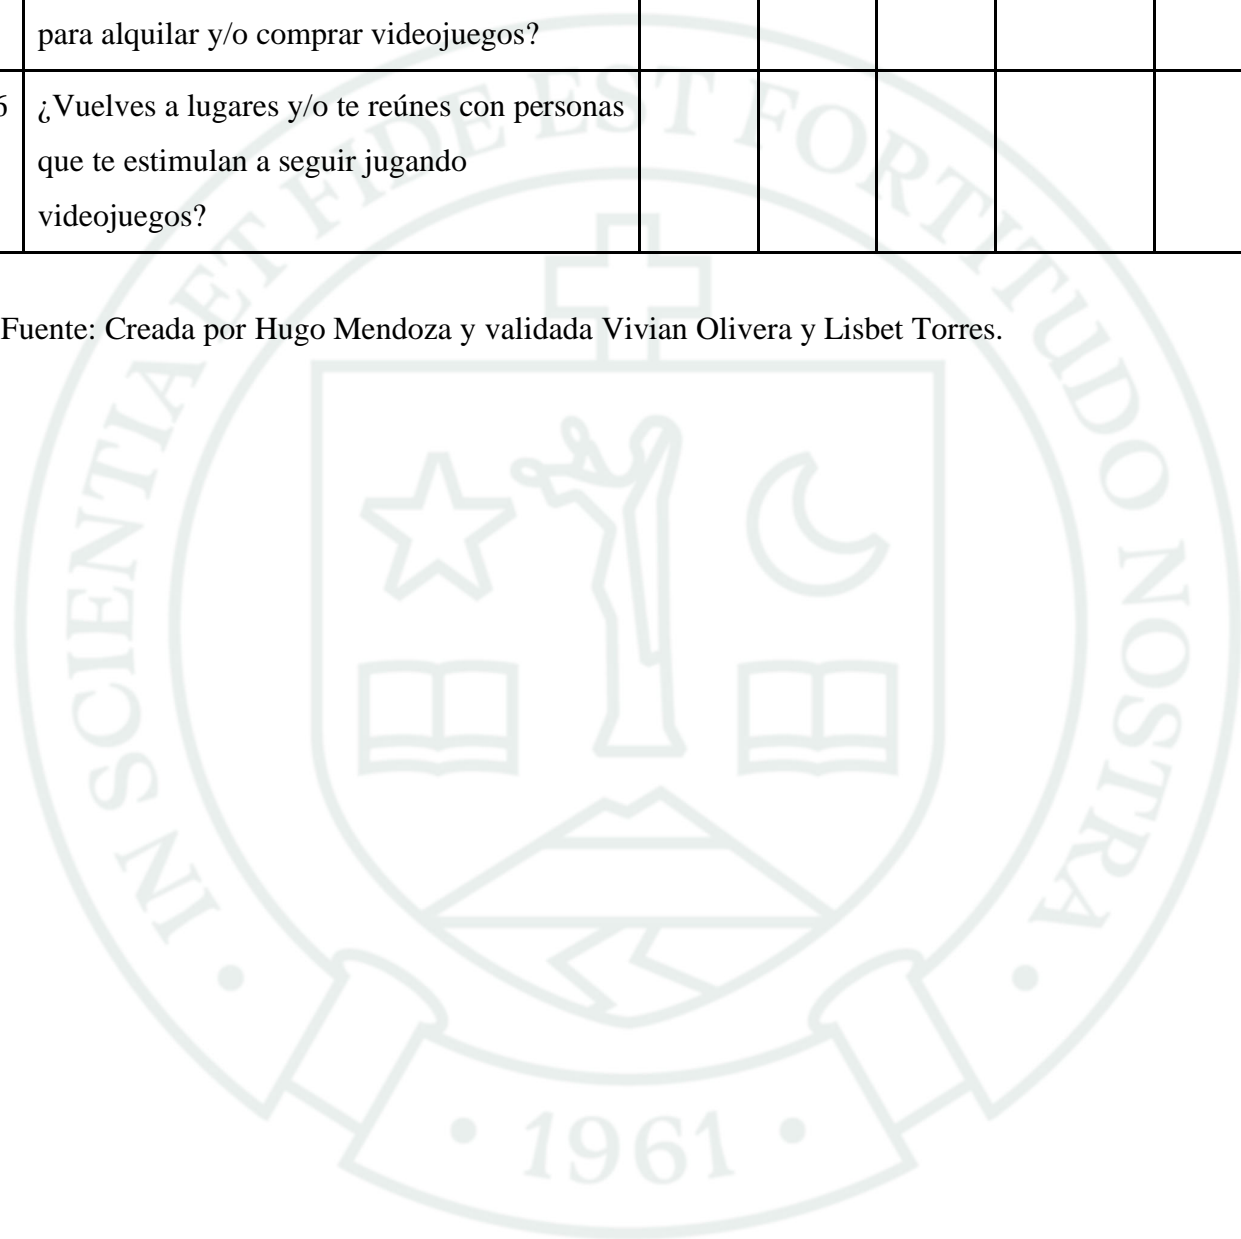 para alquilar y/o comprar videojuegos?
6 ¿Vuelves a lugares y/o te reúnes con personas
que te estimulan a seguir jugando
videojuegos?
Fuente: Creada por Hugo Mendoza y validada Vivian Olivera y Lisbet Torres.
IN SCIENTIA ET FIDE EST FORTITUDO NOSTRA
• 1961 •